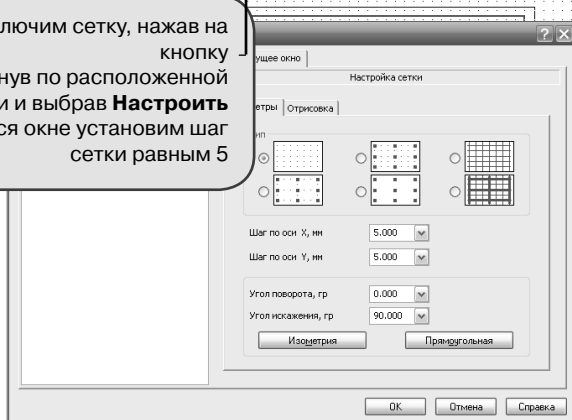 лючим сетку, нажав на
кнопку
нув по расположенной
и и выбрав Настроить
ся окне установим шаг
сетки равным 5
ущее окно
Настройка сетки
етры Отрисовка
ип
Шаг по оси X, мм 5.000
Шаг по оси Y, мм 5.000
Угол поворота, гр 0.000
Угол искажения, гр 90.000
Изометрия Прямоугольная
OK Отмена Справка